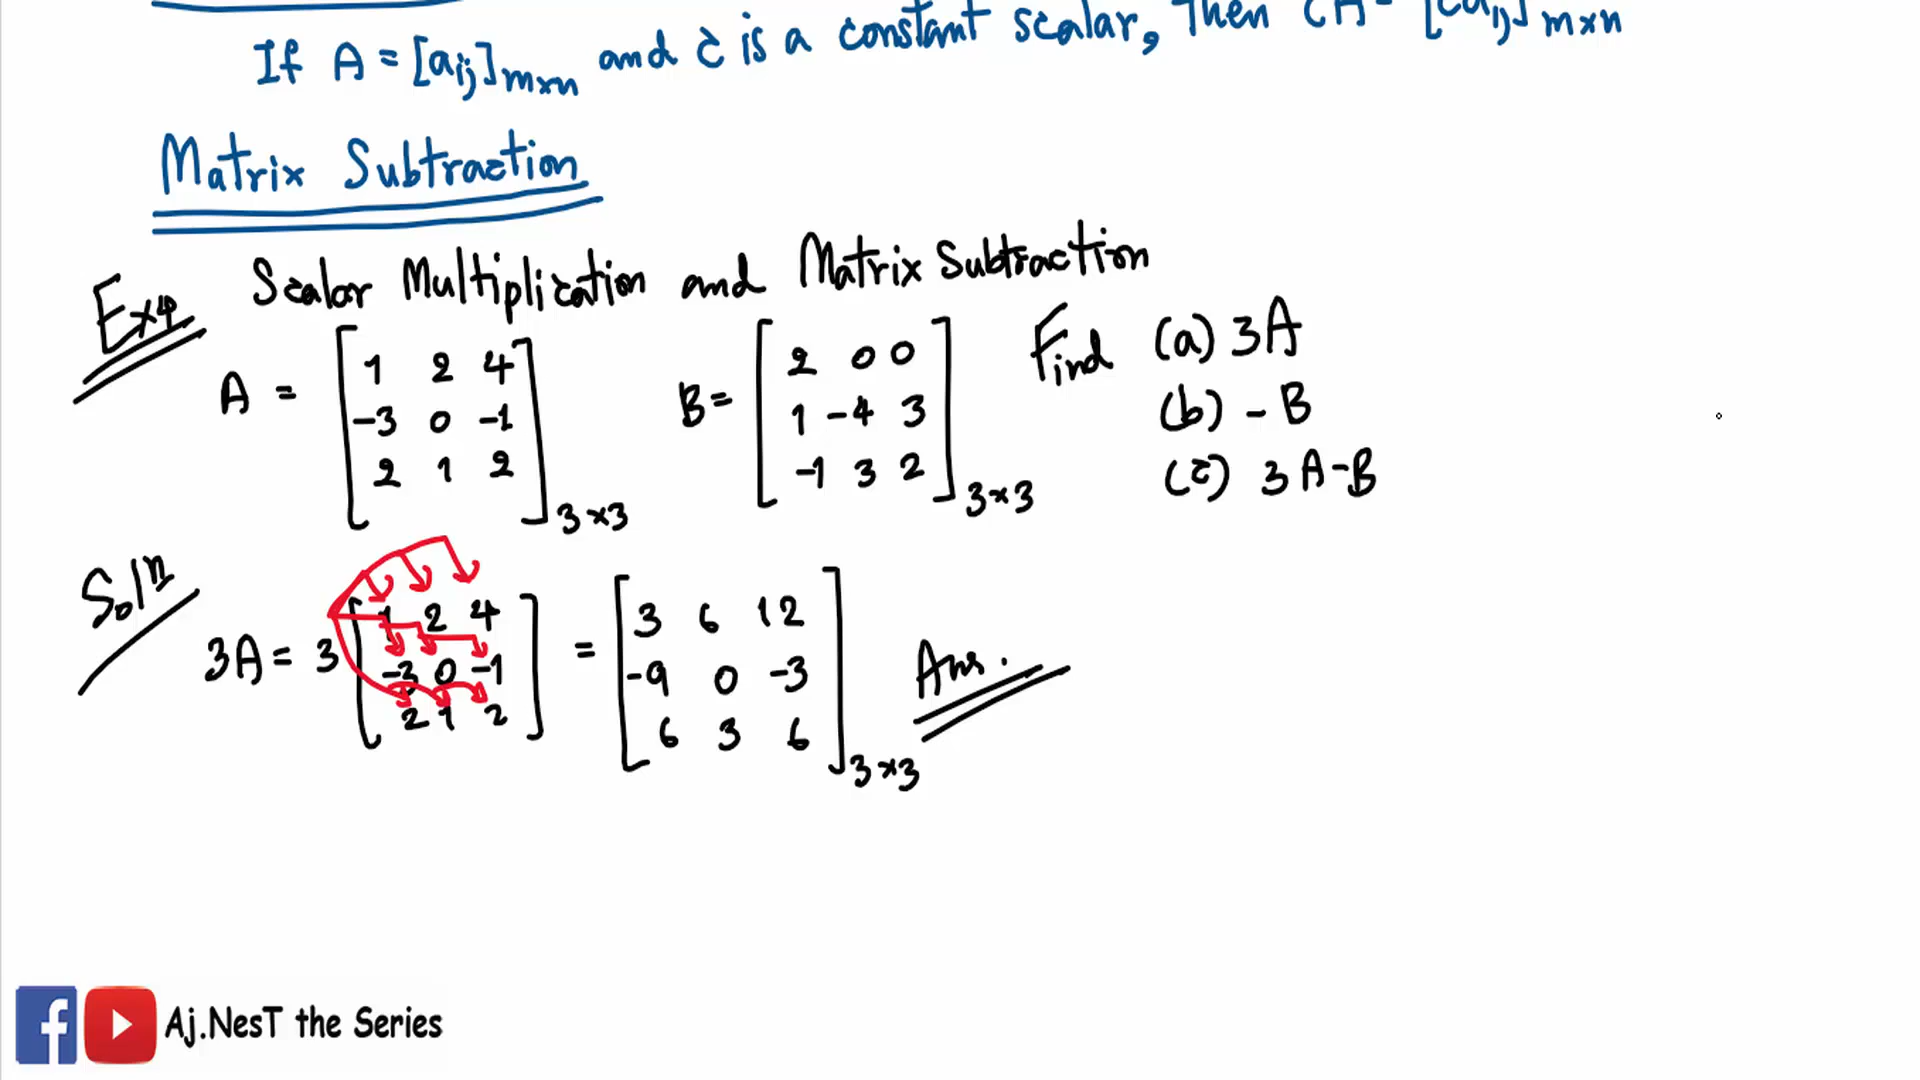 If A = [aij]m×n and c is a constant scalar, Then cA = [caij]m×n
Matrix Subtraction
Ex4 Scalar Multiplication and Matrix Subtraction
A = [1 2 4
-3 0 -1
2 1 2]3×3
B = [2 0 0
1 -4 3
-1 3 2]3×3
Find (a) 3A
(b) -B
(c) 3A-B
Solⁿ
3A = 3[1 2 4
-3 0 -1
2 1 2]
= [3 6 12
-9 0 -3
6 3 6]3×3 Ans.
Aj.NesT the Series